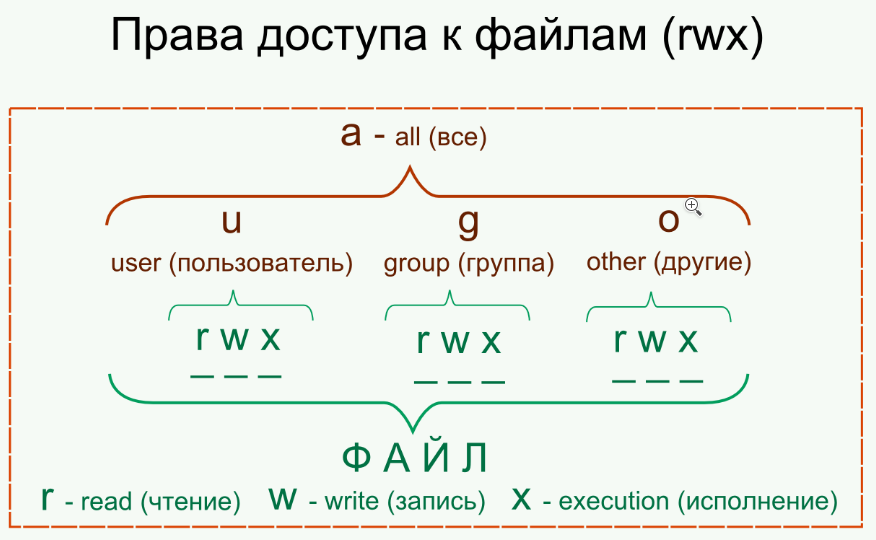 Права доступа к файлам (rwx)
a - all (все)
u g o
user (пользователь) group (группа) other (другие)
r w x r w x r w x
_ _ _ _ _ _ _ _ _
ФАЙЛ
r - read (чтение) w - write (запись) x - execution (исполнение)